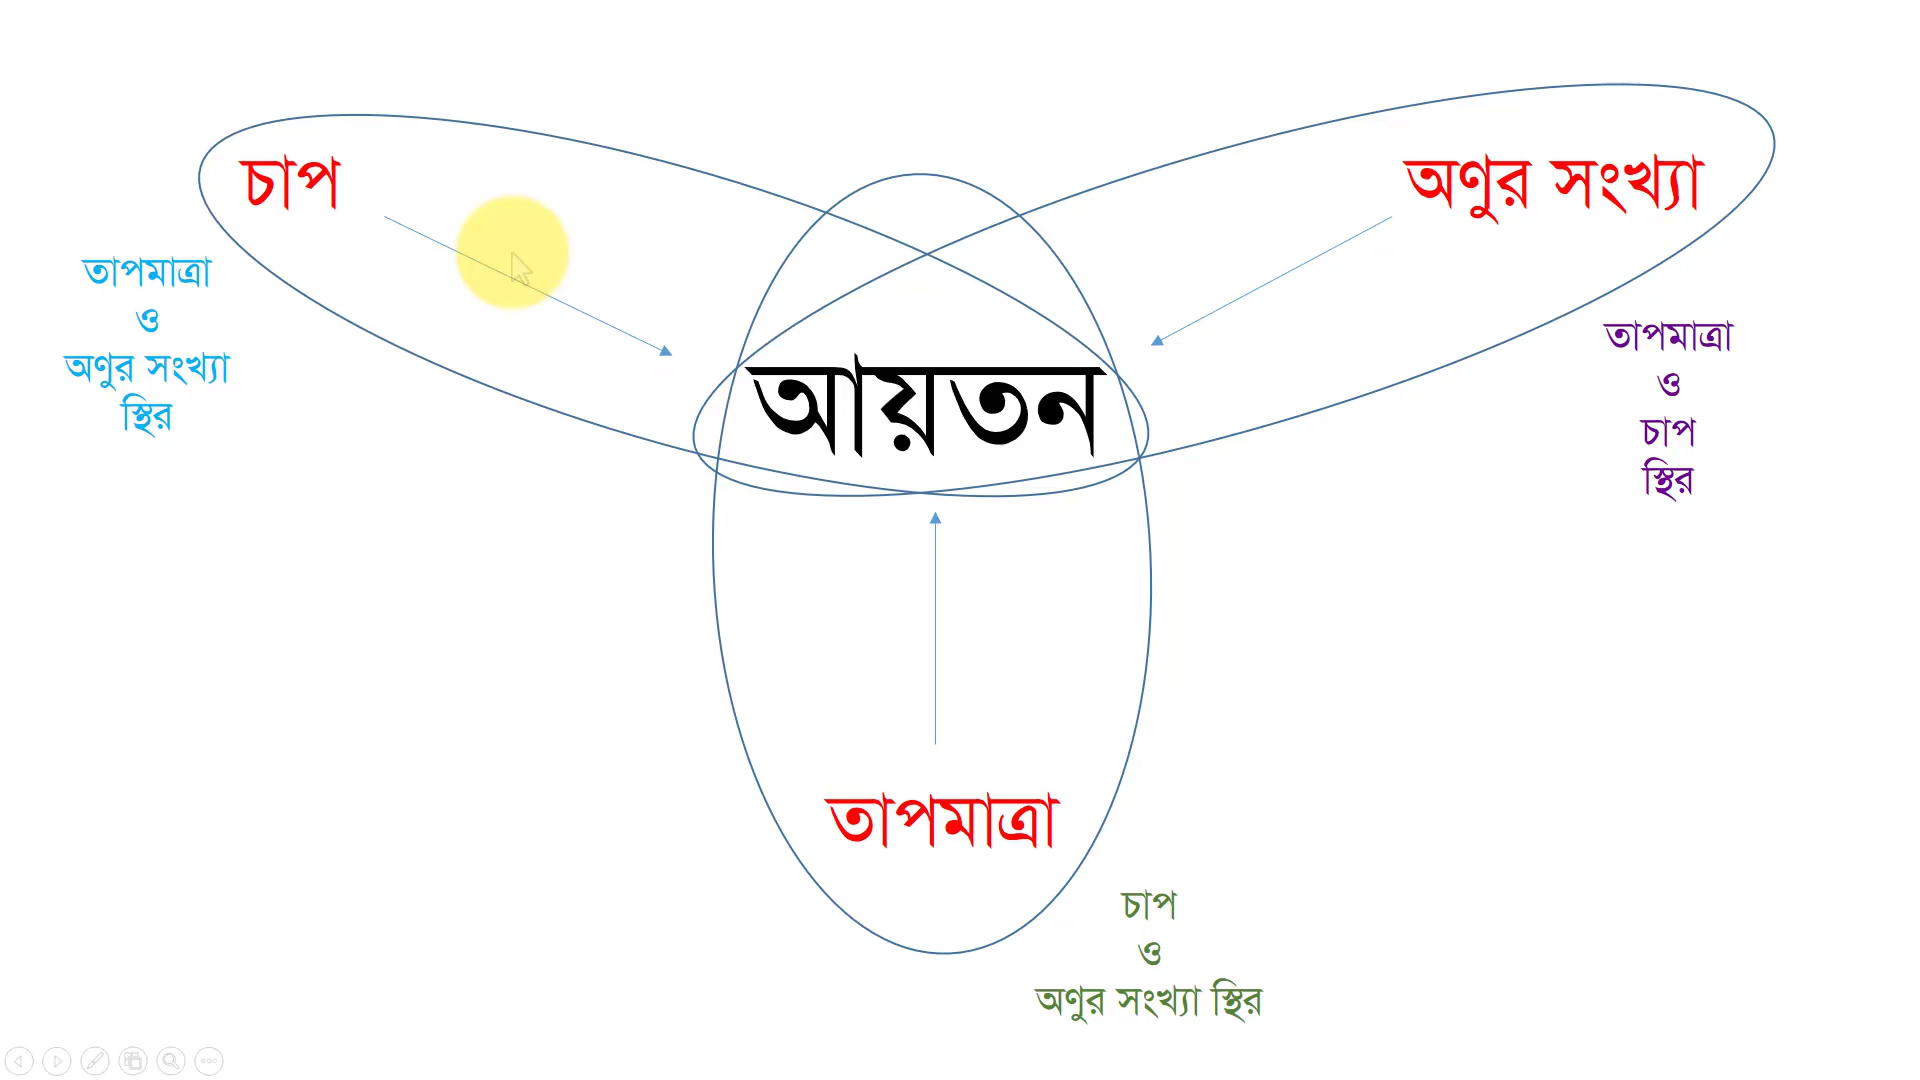 চাপ
অণুর সংখ্যা
তাপমাত্রা
ও
অণুর সংখ্যা
স্থির
তাপমাত্রা
ও
চাপ
স্থির
আয়তন
তাপমাত্রা
চাপ
ও
অণুর সংখ্যা স্থির